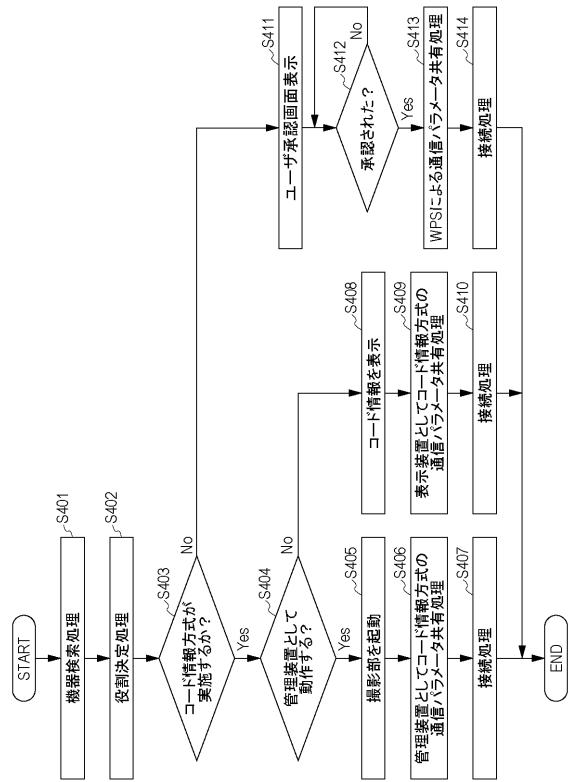 START
S401
機器検索処理
S402
役割決定処理
S403
コード情報方式が
実施するか？
No
Yes
S404
管理装置として
動作する？
No
Yes
S405
撮影部を起動
S406
管理装置としてコード情報方式の
通信パラメータ共有処理
S407
接続処理
S408
コード情報を表示
S409
表示装置としてコード情報方式の
通信パラメータ共有処理
S410
接続処理
S411
ユーザ承認画面表示
S412
承認された？
No
Yes
S413
WPSによる通信パラメータ共有処理
S414
接続処理
END